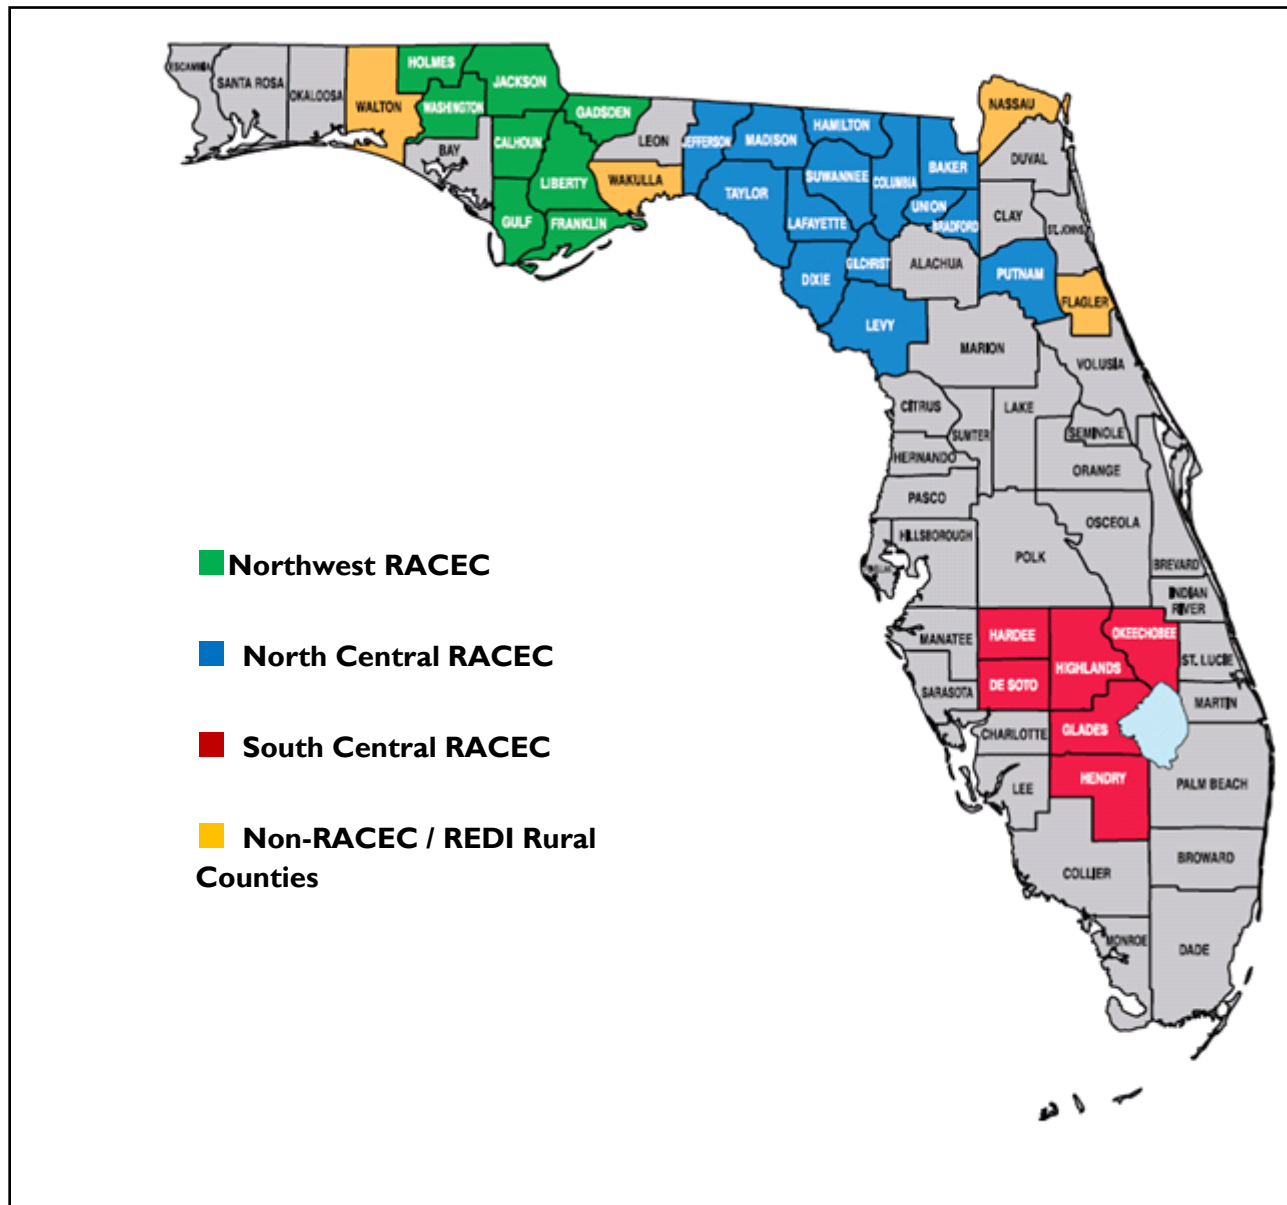 ESCAMBIA
SANTA ROSA
OKALOOSA
WALTON
HOLMES
WASHINGTON
JACKSON
BAY
CALHOUN
GULF
LIBERTY
FRANKLIN
GADSDEN
LEON
WAKULLA
JEFFERSON
MADISON
HAMILTON
TAYLOR
SUWANNEE
LAFAYETTE
COLUMBIA
BAKER
UNION
BRADFORD
DIXIE
GILCHRIST
LEVY
ALACHUA
NASSAU
DUVAL
CLAY
ST. JOHNS
PUTNAM
FLAGLER
MARION
VOLUSIA
CITRUS
SUMTER
LAKE
SEMINOLE
HERNANDO
ORANGE
PASCO
OSCEOLA
HILLSBOROUGH
POLK
BREVARD
INDIAN
RIVER
MANATEE
HARDEE
HIGHLANDS
OKEECHOBEE
ST. LUCIE
SARASOTA
DE SOTO
MARTIN
CHARLOTTE
GLADES
LEE
HENDRY
PALM BEACH
COLLIER
BROWARD
MONROE
DADE
Northwest RACEC
North Central RACEC
South Central RACEC
Non-RACEC / REDI Rural
Counties